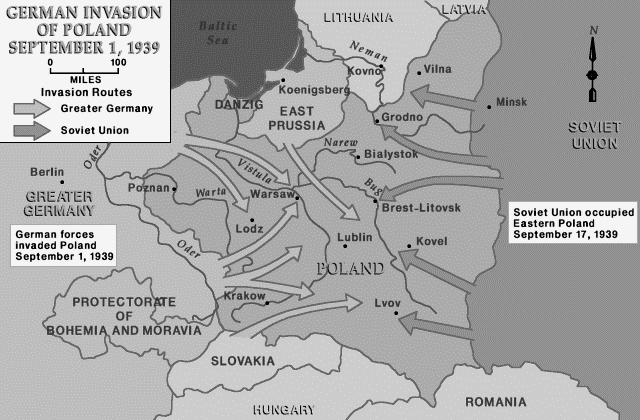 GERMAN INVASION
OF POLAND
SEPTEMBER 1, 1939
0 100
MILES
Invasion Routes
Greater Germany
Soviet Union
Baltic
Sea
LITHUANIA
LATVIA
Neman
Kovno
Vilna
N
Koenigsberg
DANZIG
EAST
PRUSSIA
Minsk
Grodno
SOVIET
UNION
Oder
Narew
Bialystok
Berlin
Vistula
Poznan
Warta
Warsaw
Bug
Brest-Litovsk
GREATER
GERMANY
Soviet Union occupied
Eastern Poland
September 17, 1939
German forces
invaded Poland
September 1, 1939
Lodz
Oder
Lublin
Kovel
POLAND
Krakow
Lvov
PROTECTORATE
OF
BOHEMIA AND MORAVIA
SLOVAKIA
HUNGARY
ROMANIA